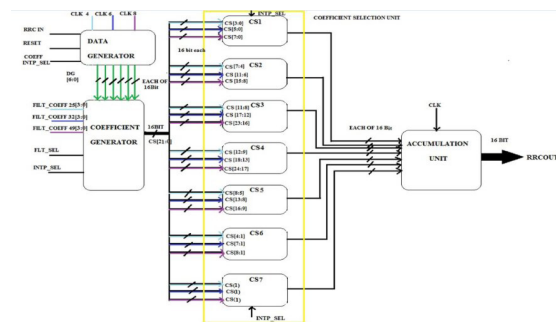 CLK 4 CLK 6 CLK 8
RRC IN
RESET
COEFF
INTP_SEL
DATA
GENERATOR
DG
[6:0]
EACH OF
16Bit
FILT_COEFF 25[3:0]
FILT_COEFF 32[3:0]
FILT_COEFF 49[3:0]
FLT_SEL
INTP_SEL
COEFFICIENT
GENERATOR
16BIT
16 bit each
INTP_SEL
COEFFICIENT SELECTION UNIT
CS1
CS[3:0]
CS[5:0]
CS[7:0]
CS2
CS[7:4]
CS [11:6]
CS[15:8]
CS3
CS[11:8]
CS[17:12]
CS[23:16]
CS4
CS[12:9]
CS[18:13]
CS[24:17]
CS5
CS[8:5]
CS[13:8]
CS[16:9]
CS6
CS[4:1]
CS[7:1]
CS[8:1]
CS7
CS(1)
CS(1)
CS(1)
INTP_SEL
EACH OF 16 Bit
CLK
ACCUMULATION
UNIT
16 BIT
RRCOUT